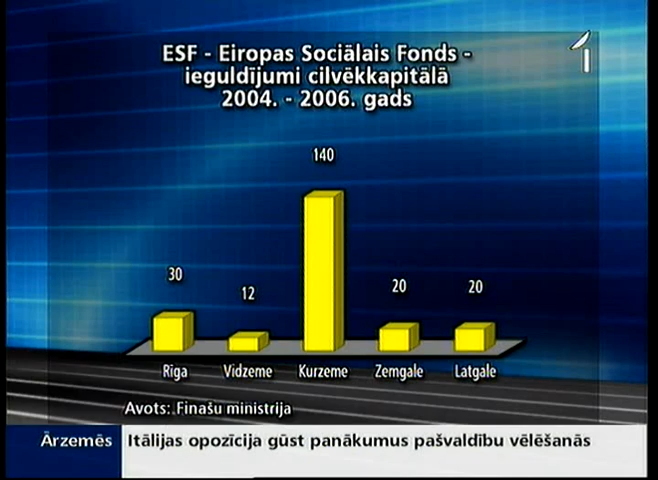 ESF - Eiropas Sociālais Fonds -
ieguldījumi cilvēkkapitālā
2004. - 2006. gads
1
140
30
12
20
20
Rīga
Vidzeme
Kurzeme
Zemgale
Latgale
Avots: Finašu ministrija
Ārzemēs
Itālijas opozīcija gūst panākumus pašvaldību vēlēšanās